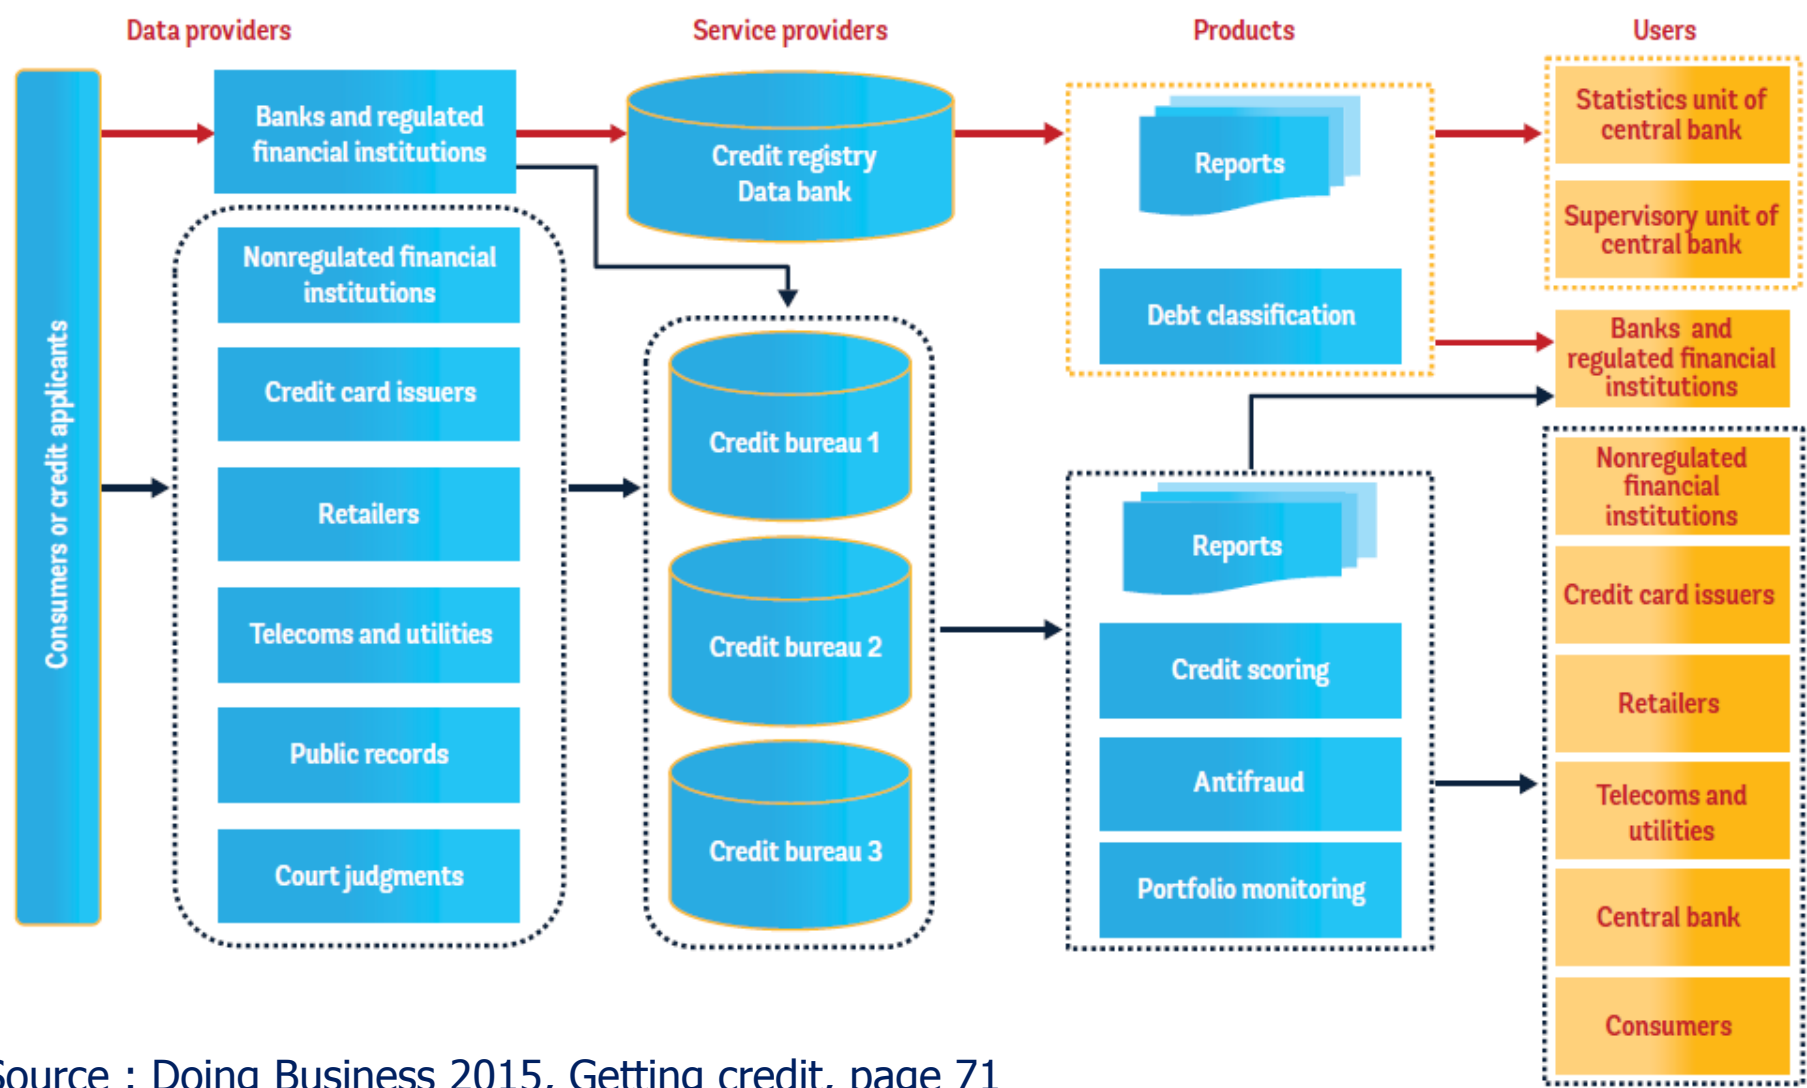 Data providers
Service providers
Products
Users
Consumers or credit applicants
Banks and regulated
financial institutions
Nonregulated financial
institutions
Credit card issuers
Retailers
Telecoms and utilities
Public records
Court judgments
Credit registry
Data bank
Credit bureau 1
Credit bureau 2
Credit bureau 3
Reports
Debt classification
Reports
Credit scoring
Antifraud
Portfolio monitoring
Statistics unit of
central bank
Supervisory unit of
central bank
Banks and
regulated financial
institutions
Nonregulated
financial
institutions
Credit card issuers
Retailers
Telecoms and
utilities
Central bank
Consumers
Source : Doing Business 2015, Getting credit, page 71